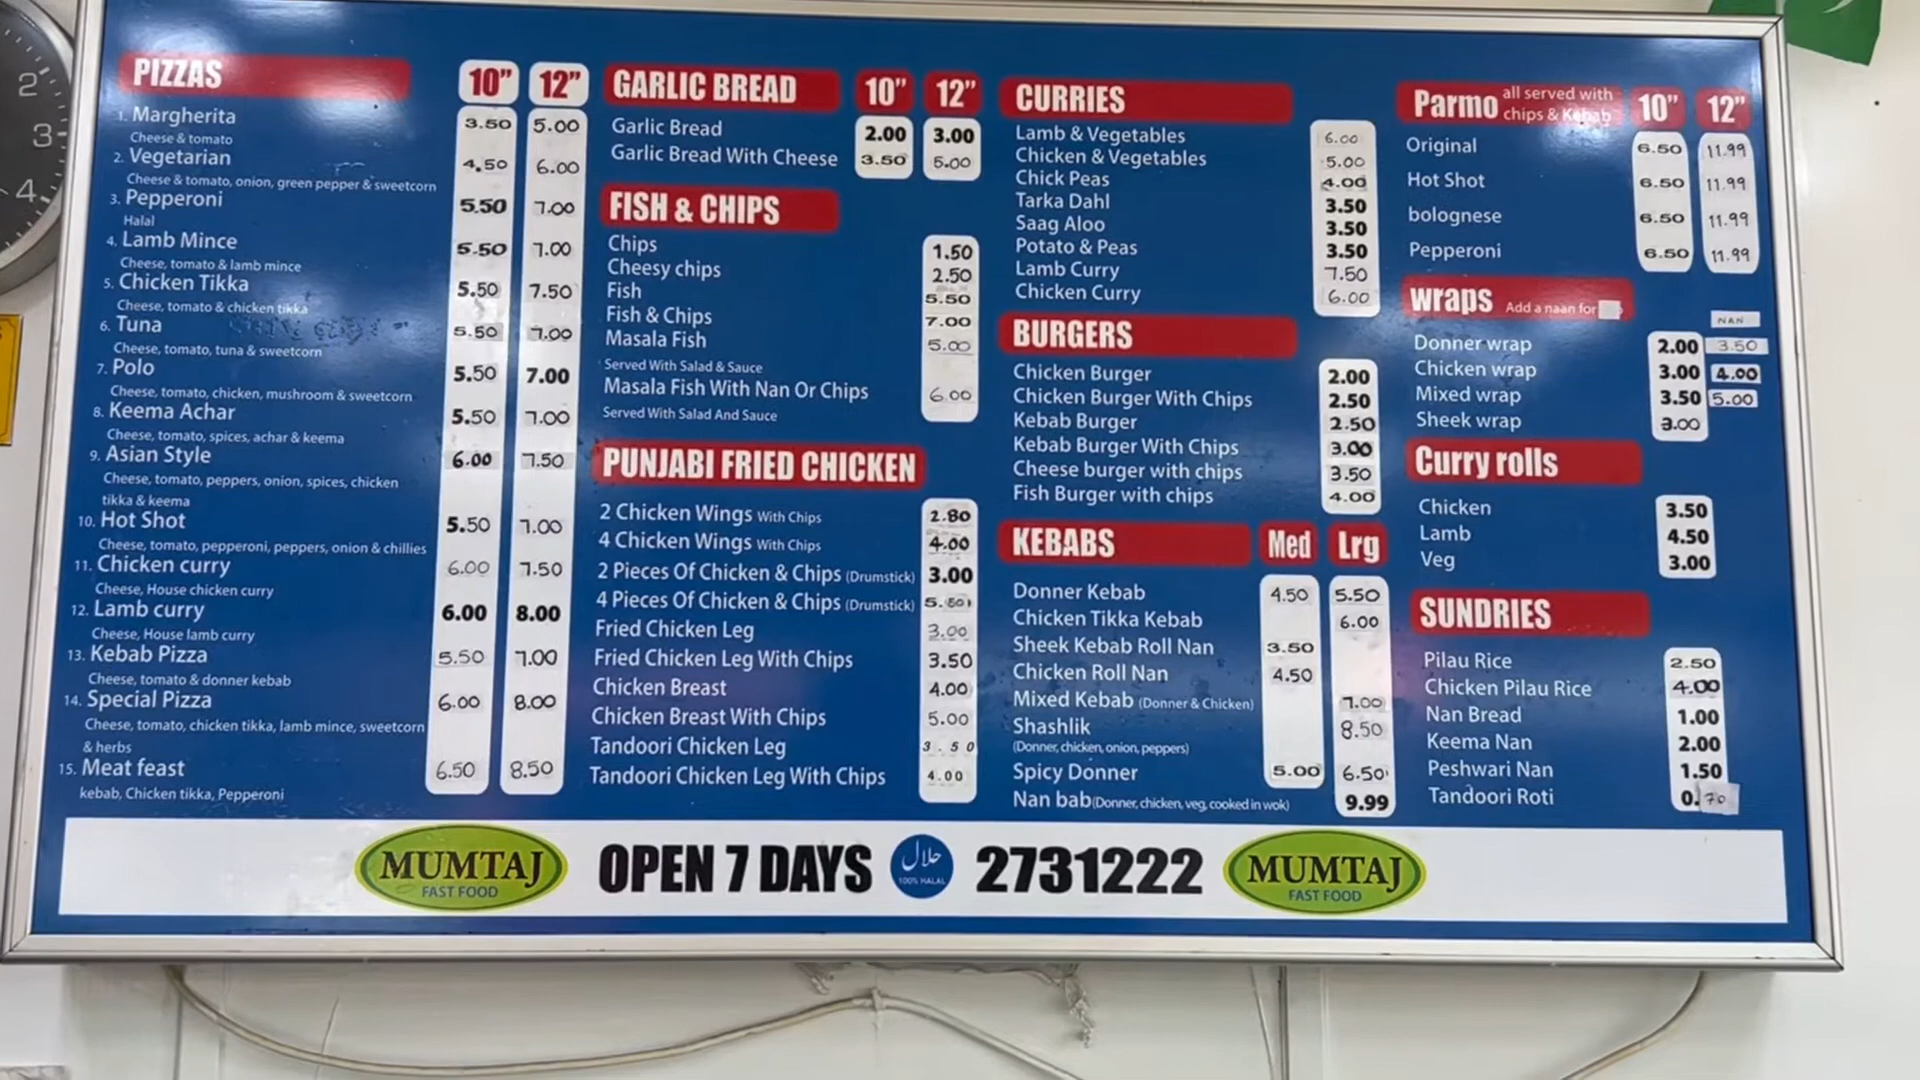 PIZZAS 10" 12"
1. Margherita 3.50 5.00
Cheese & tomato
2. Vegetarian 4.50 6.00
Cheese & tomato, onion, green pepper & sweetcorn
3. Pepperoni 5.50 7.00
Halal
4. Lamb Mince 5.50 7.00
Cheese, tomato & lamb mince
5. Chicken Tikka 5.50 7.50
Cheese, tomato & chicken tikka
6. Tuna 5.50 7.00
Cheese, tomato, tuna & sweetcorn
7. Polo 5.50 7.00
Cheese, tomato, chicken, mushroom & sweetcorn
8. Keema Achar 5.50 7.00
Cheese, tomato, spices, achar & keema
9. Asian Style 6.00 7.50
Cheese, tomato, peppers, onion, spices, chicken
tikka & keema
10. Hot Shot 5.50 7.00
Cheese, tomato, pepperoni, peppers, onion & chillies
11. Chicken curry 6.00 7.50
Cheese, House chicken curry
12. Lamb curry 6.00 8.00
Cheese, House lamb curry
13. Kebab Pizza 5.50 7.00
Cheese, tomato & donner kebab
14. Special Pizza 6.00 8.00
Cheese, tomato, chicken tikka, lamb mince, sweetcorn
& herbs
15. Meat feast 6.50 8.50
kebab, Chicken tikka, Pepperoni
GARLIC BREAD 10" 12"
Garlic Bread 2.00 3.00
Garlic Bread With Cheese 3.50 5.00
FISH & CHIPS
Chips 1.50
Cheesy chips 2.50
Fish 5.50
Fish & Chips 7.00
Masala Fish 5.00
Served With Salad & Sauce
Masala Fish With Nan Or Chips 6.00
Served With Salad And Sauce
PUNJABI FRIED CHICKEN
2 Chicken Wings With Chips 2.80
4 Chicken Wings With Chips 4.00
2 Pieces Of Chicken & Chips (Drumstick) 3.00
4 Pieces Of Chicken & Chips (Drumstick)
Fried Chicken Leg 3.00
Fried Chicken Leg With Chips 3.50
Chicken Breast 4.00
Chicken Breast With Chips 5.00
Tandoori Chicken Leg 3.50
Tandoori Chicken Leg With Chips 4.00
CURRIES
Lamb & Vegetables 6.00
Chicken & Vegetables 5.00
Chick Peas 4.00
Tarka Dahl 3.50
Saag Aloo 3.50
Potato & Peas 3.50
Lamb Curry 7.50
Chicken Curry 6.00
BURGERS
Chicken Burger 2.00
Chicken Burger With Chips 2.50
Kebab Burger 2.50
Kebab Burger With Chips 3.00
Cheese burger with chips 3.50
Fish Burger with chips 4.00
KEBABS Med Lrg
Donner Kebab 4.50 5.50
Chicken Tikka Kebab 6.00
Sheek Kebab Roll Nan 3.50
Chicken Roll Nan 4.50
Mixed Kebab (Donner & Chicken) 7.00
Shashlik 8.50
(Donner, chicken, onion, peppers)
Spicy Donner 5.00 6.50
Nan bab (Donner, chicken, veg, cooked in wok) 9.99
Parmo all served with chips & Kebab 10" 12"
Original 6.50 11.99
Hot Shot 6.50 11.99
bolognese 6.50 11.99
Pepperoni 6.50 11.99
wraps Add a naan for
NAN
Donner wrap 2.00 3.50
Chicken wrap 3.00 4.00
Mixed wrap 3.50 5.00
Sheek wrap 3.00
Curry rolls
Chicken 3.50
Lamb 4.50
Veg 3.00
SUNDRIES
Pilau Rice 2.50
Chicken Pilau Rice 4.00
Nan Bread 1.00
Keema Nan 2.00
Peshwari Nan 1.50
Tandoori Roti 0.70
MUMTAJ
FAST FOOD
OPEN 7 DAYS
حلال
100% HALAL
2731222
MUMTAJ
FAST FOOD
2
3
4